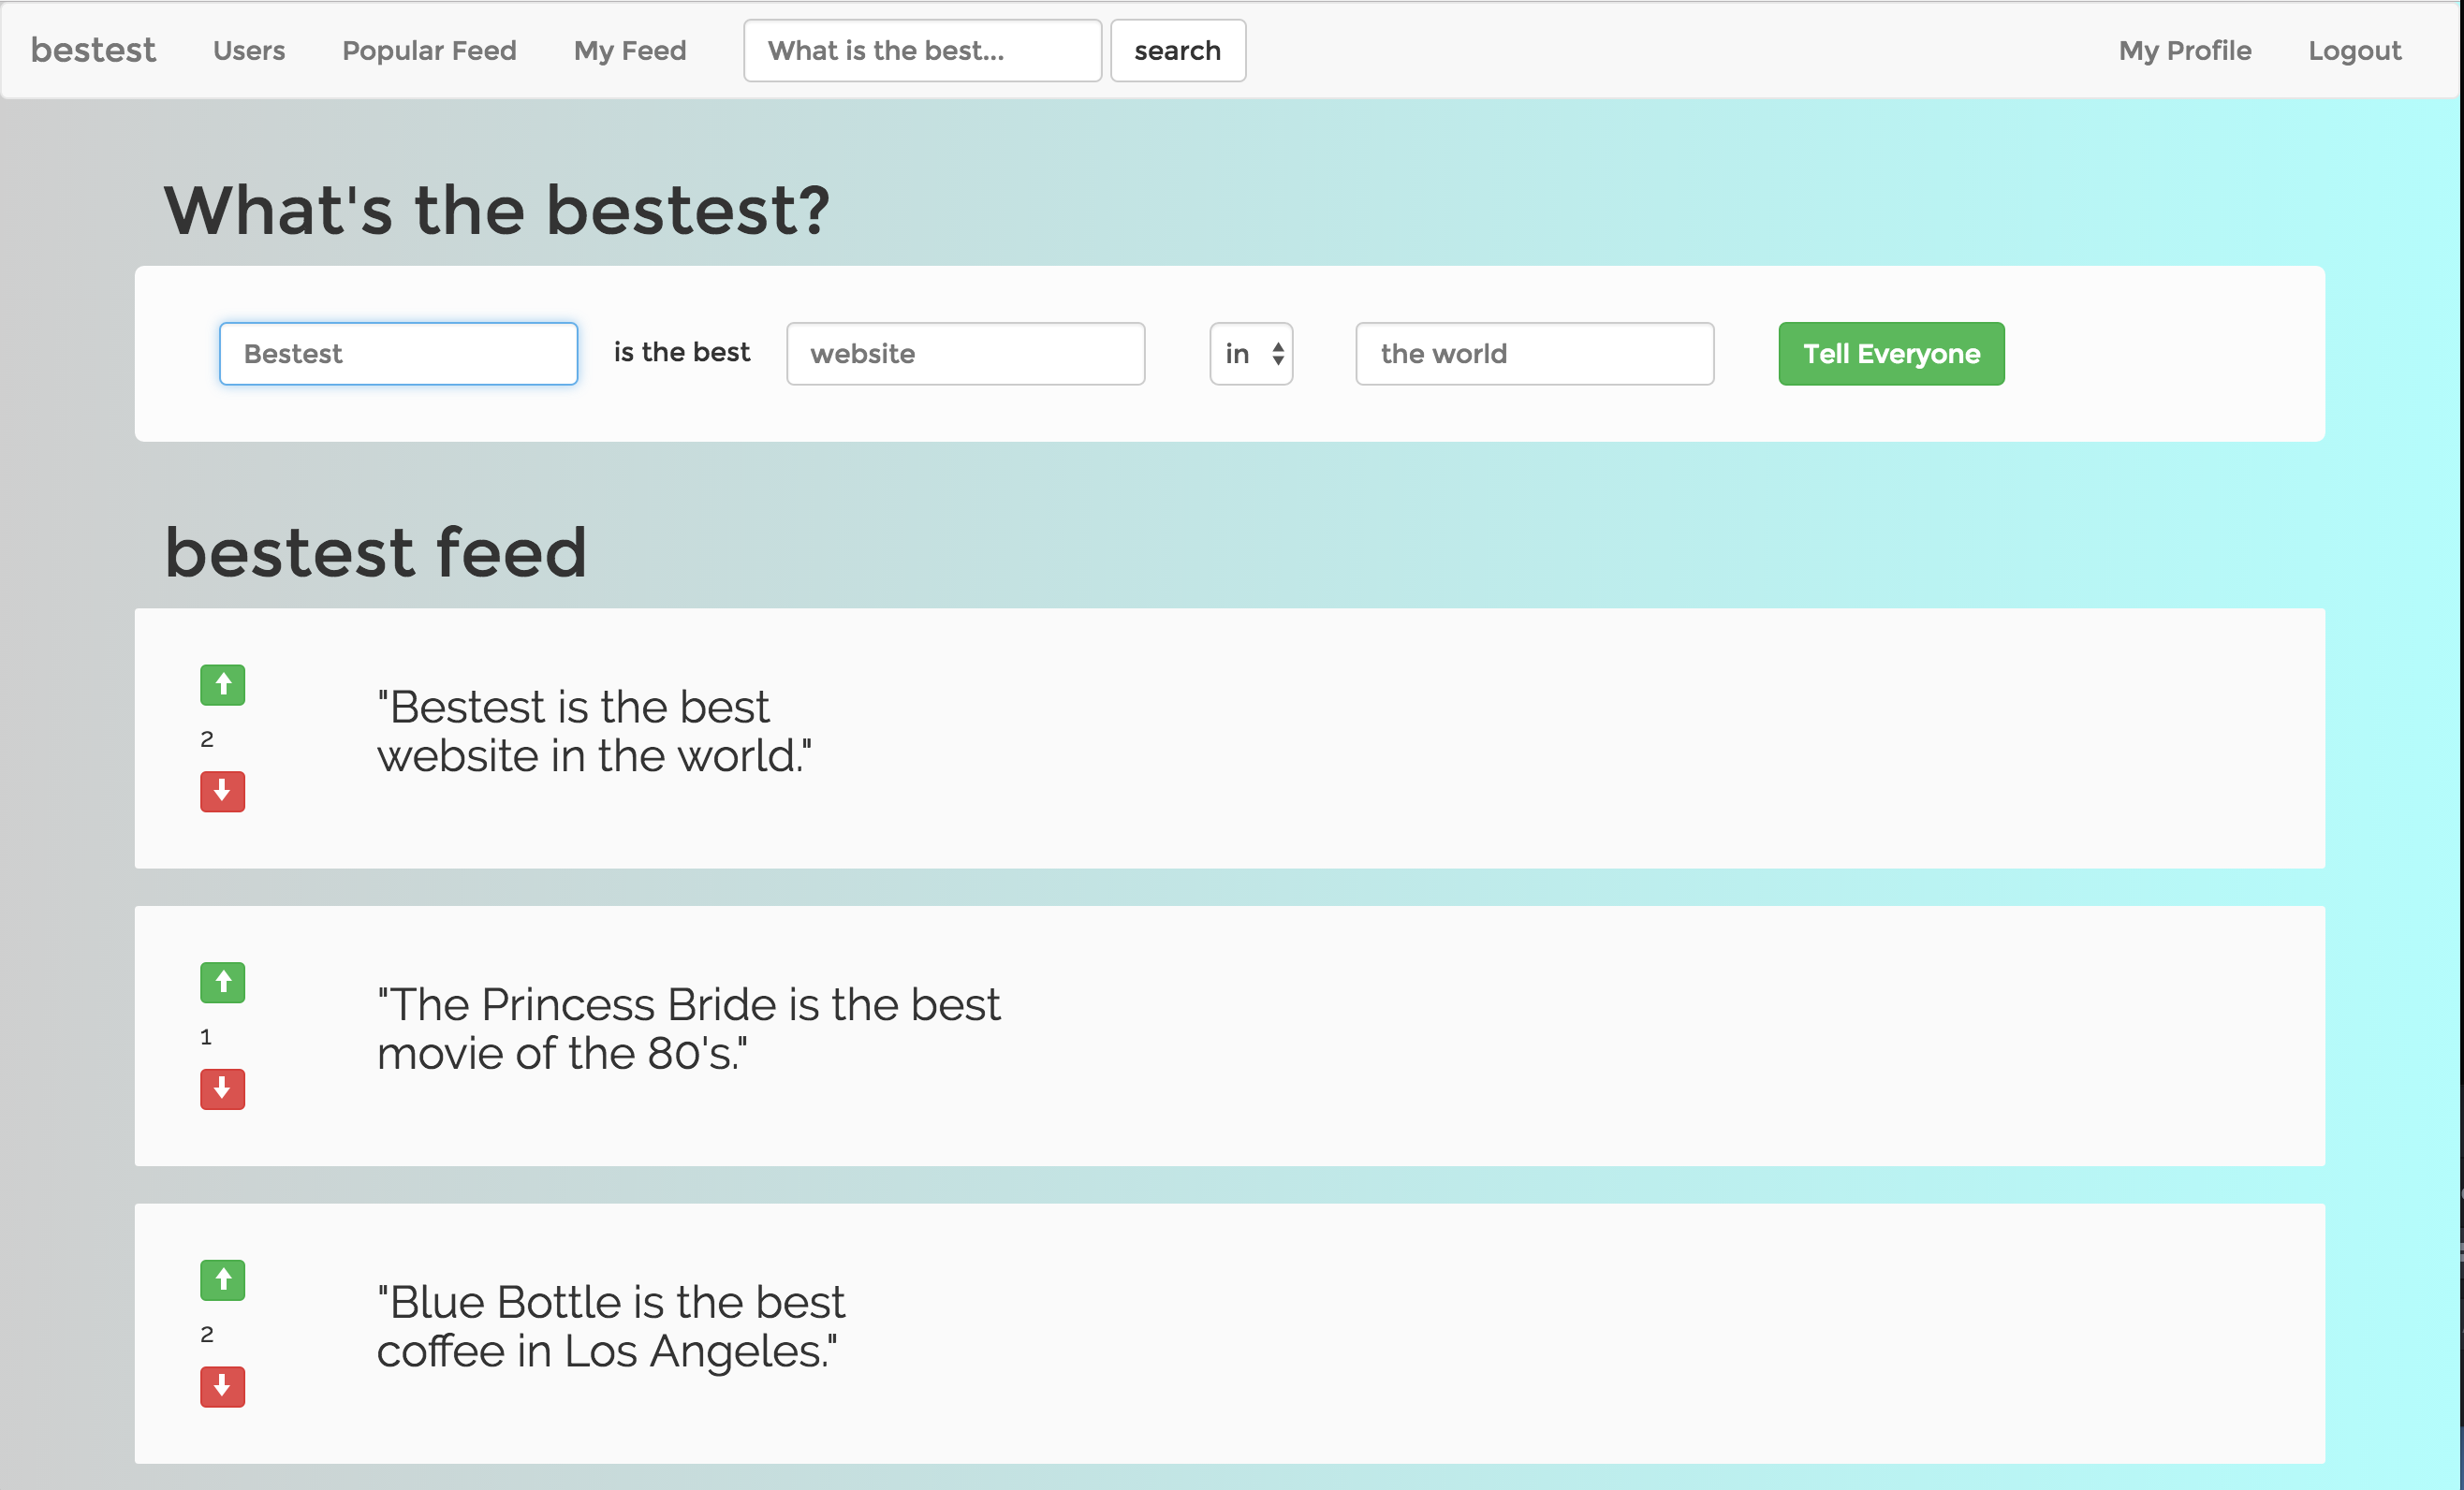 bestest Users Popular Feed My Feed What is the best... search My Profile Logout
What's the bestest?
Bestest is the best website in the world Tell Everyone
bestest feed
2
"Bestest is the best
website in the world."
1
"The Princess Bride is the best
movie of the 80's."
2
"Blue Bottle is the best
coffee in Los Angeles."